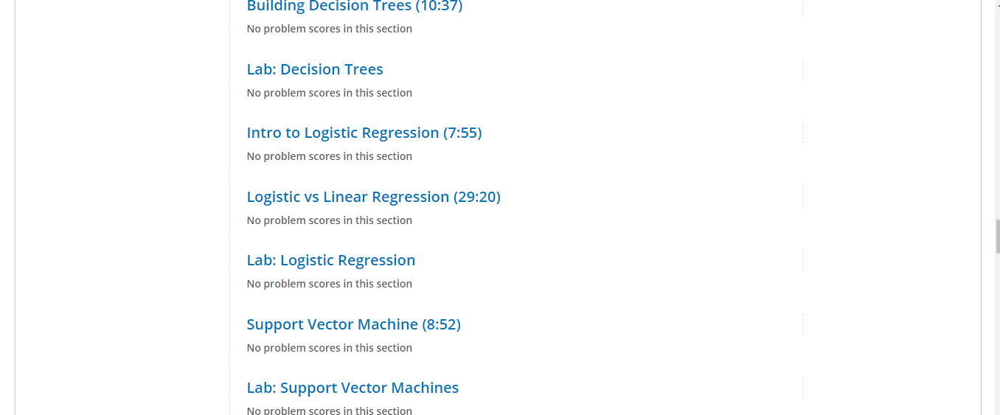 Building Decision Trees (10:37)
No problem scores in this section
Lab: Decision Trees
No problem scores in this section
Intro to Logistic Regression (7:55)
No problem scores in this section
Logistic vs Linear Regression (29:20)
No problem scores in this section
Lab: Logistic Regression
No problem scores in this section
Support Vector Machine (8:52)
No problem scores in this section
Lab: Support Vector Machines
No problem scores in this section